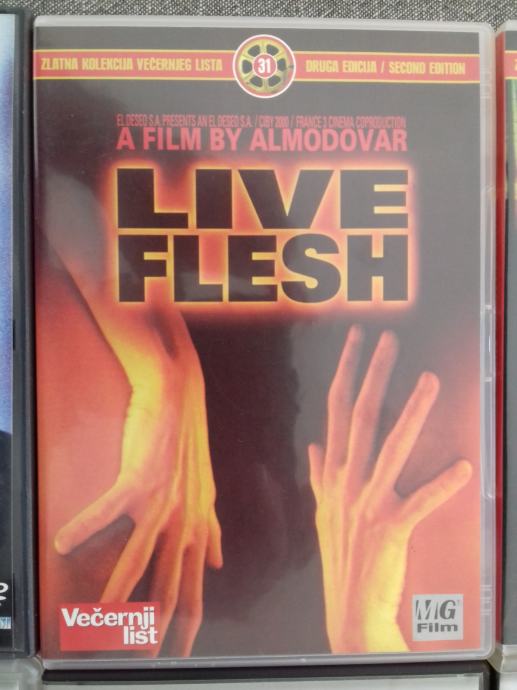 ZLATNA KOLEKCIJA VEČERNJEG LISTA 31 DRUGA EDICIJA / SECOND EDITION
EL DESEO S.A. PRESENTS AN EL DESEO S.A. / CIBY 2000 / FRANCE 3 CINEMA COPRODUCTION
A FILM BY ALMODOVAR
LIVE
FLESH
Večernji
list
MG
Film